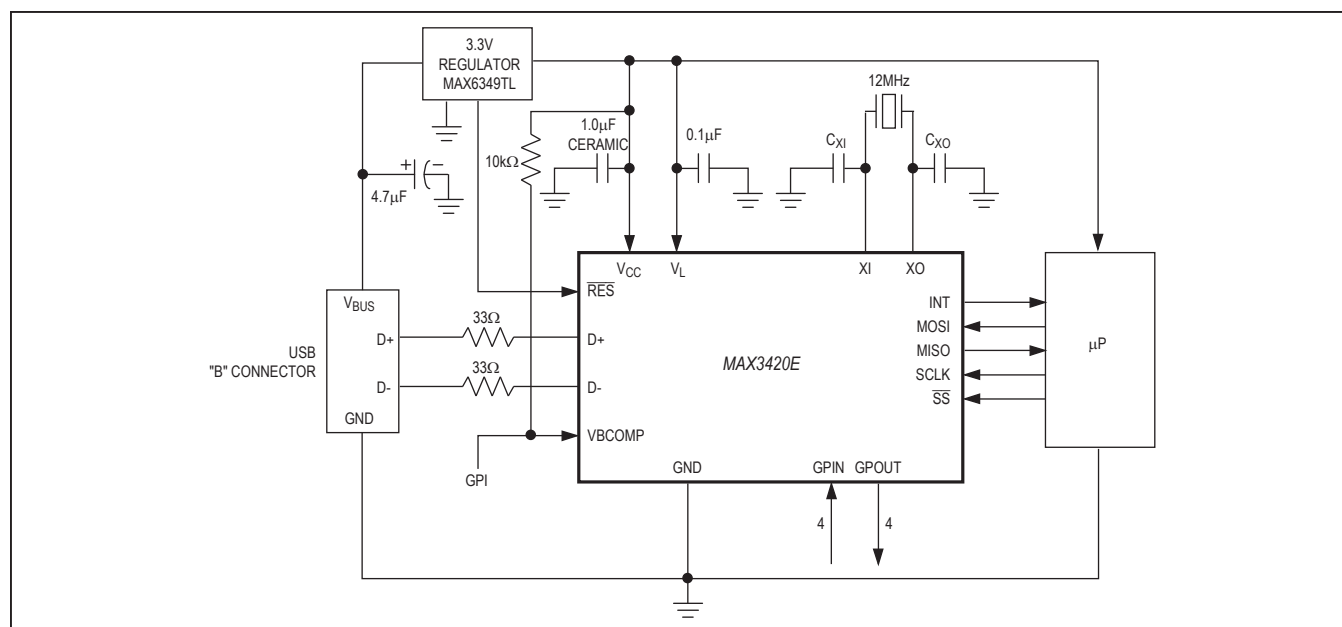 3.3V
REGULATOR
MAX6349TL
12MHz
1.0μF
CERAMIC
0.1μF
CXI
CXO
10kΩ
+ −
4.7μF
VCC
VL
XI
XO
RES
VBUS
INT
33Ω
D+
D+
MOSI
USB
"B" CONNECTOR
MAX3420E
MISO
μP
33Ω
D-
D-
SCLK
SS
GND
VBCOMP
GPI
GND
GPIN
GPOUT
4
4